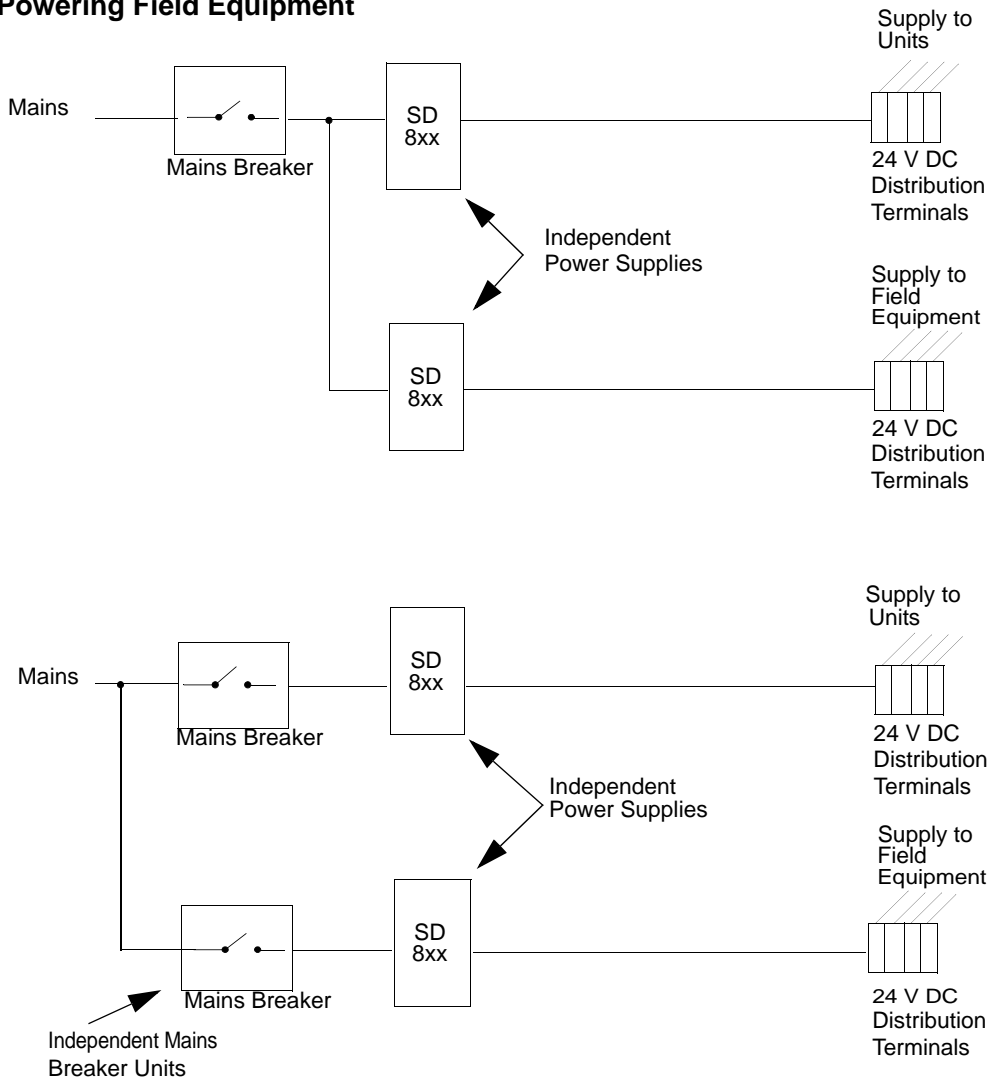 Powering Field Equipment
Supply to
Units
Mains
SD
8xx
Mains Breaker
24 V DC
Distribution
Terminals
Independent
Power Supplies
Supply to
Field
Equipment
SD
8xx
24 V DC
Distribution
Terminals
Supply to
Units
Mains
SD
8xx
Mains Breaker
24 V DC
Distribution
Terminals
Independent
Power Supplies
Supply to
Field
Equipment
SD
8xx
Mains Breaker
24 V DC
Distribution
Terminals
Independent Mains
Breaker Units